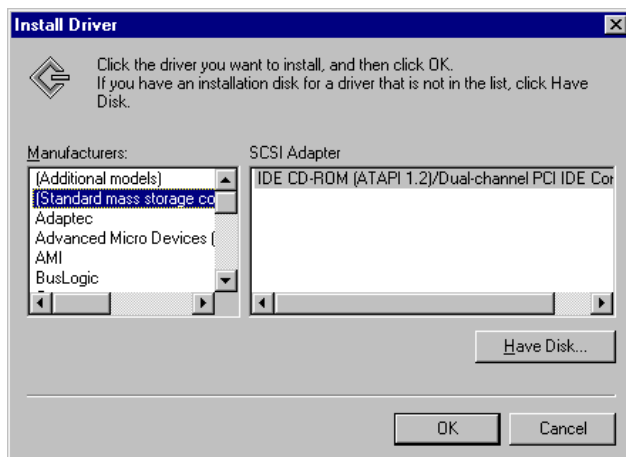 Install Driver
Click the driver you want to install, and then click OK.
If you have an installation disk for a driver that is not in the list, click Have
Disk.
Manufacturers:
(Additional models)
(Standard mass storage co
Adaptec
Advanced Micro Devices (
AMI
BusLogic
SCSI Adapter
IDE CD-ROM (ATAPI 1.2)/Dual-channel PCI IDE Con
Have Disk...
OK
Cancel